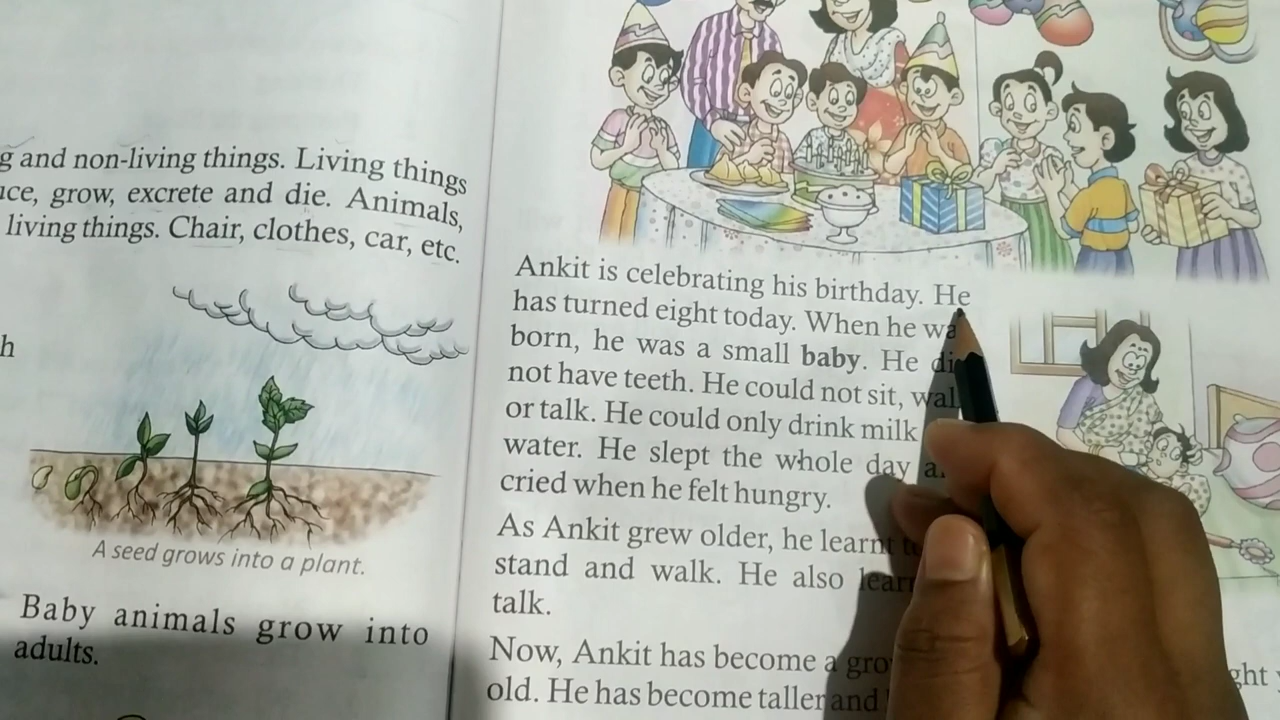 g and non-living things. Living things
uce, grow, excrete and die. Animals,
living things. Chair, clothes, car, etc.
h
A seed grows into a plant.
Baby animals grow into
adults.
Ankit is celebrating his birthday. He
has turned eight today. When he wa
born, he was a small baby. He di
not have teeth. He could not sit, wal
or talk. He could only drink milk
water. He slept the whole day a
cried when he felt hungry.
As Ankit grew older, he learnt t
stand and walk. He also lear
talk.
Now, Ankit has become a gro
ght y
old. He has become taller and